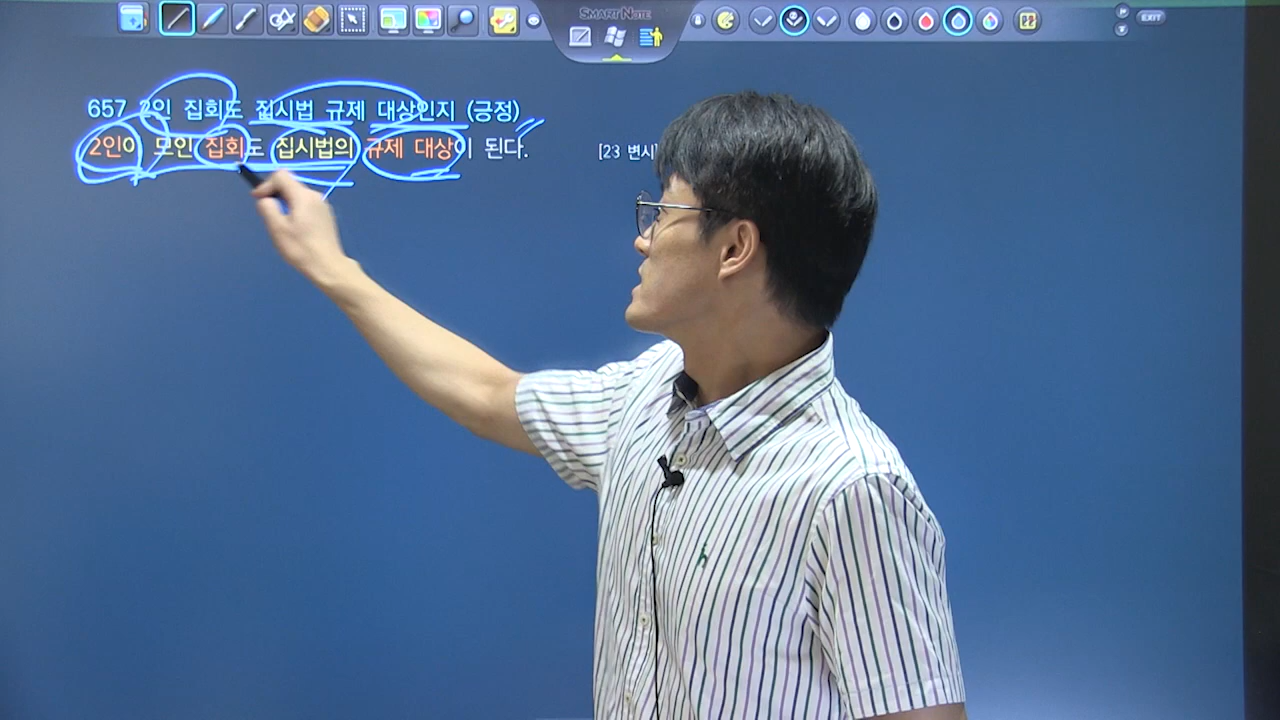 SMART NOTE
EXIT
657 2인 집회도 집시법 규제 대상인지 (긍정)
2인이 모인 집회도 집시법의 규제 대상이 된다. [23 변시